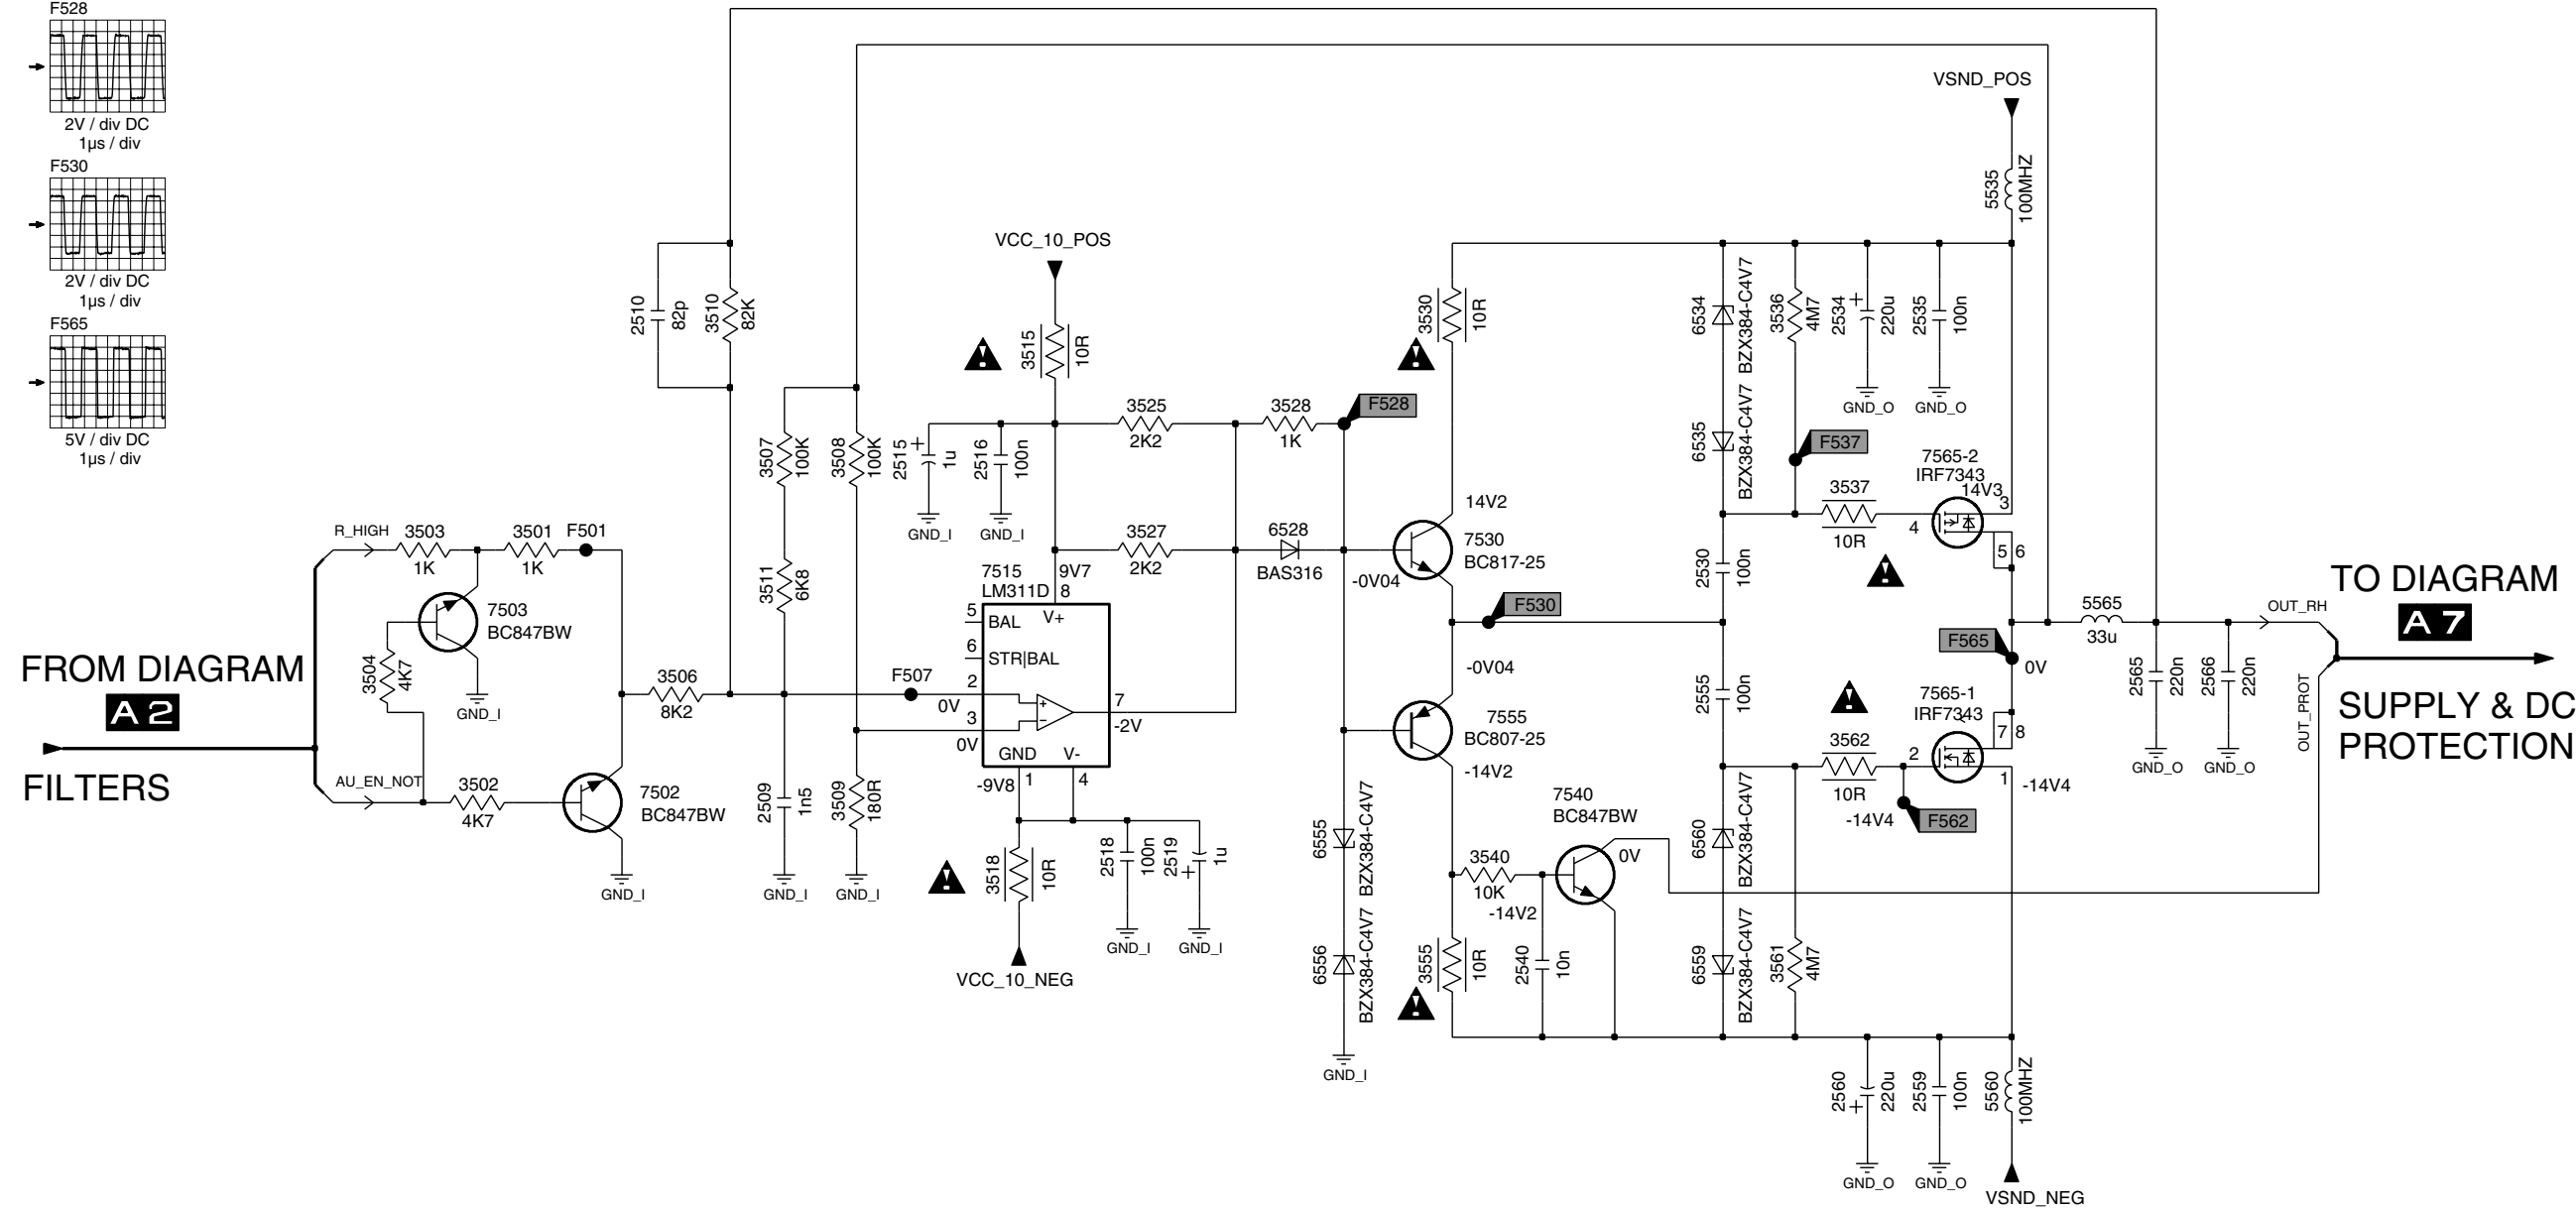 F528
2V / div DC
1µs / div
F530
2V / div DC
1µs / div
F565
5V / div DC
1µs / div
FROM DIAGRAM
A 2
FILTERS
R_HIGH
3503
1K
3501
1K
F501
7503
BC847BW
3504
4K7
GND_I
AU_EN_NOT
3502
4K7
7502
BC847BW
GND_I
3506
8K2
2510
82p
3510
82K
3507
100K
3508
100K
3511
6K8
2509
1n5
3509
180R
GND_I
GND_I
F507
0V
0V
VCC_10_POS
3515
10R
2515
1u
2516
100n
GND_I
GND_I
3525
2K2
3528
1K
F528
3527
2K2
6528
BAS316
9V7
7515
LM311D
8
5
BAL
V+
6
STR|BAL
2
3
7
-2V
GND
V-
-9V8
1
4
3518
10R
2518
100n
2519
1u
GND_I
GND_I
VCC_10_NEG
3530
10R
14V2
7530
BC817-25
-0V04
F530
-0V04
7555
BC807-25
-14V2
6555
BZX384-C4V7
6556
BZX384-C4V7
GND_I
3540
10K
-14V2
7540
BC847BW
0V
3555
10R
2540
10n
6534
BZX384-C4V7
6535
BZX384-C4V7
3536
4M7
2534
220u
2535
100n
GND_O
GND_O
F537
3537
10R
2530
100n
2555
100n
VSND_POS
5535
100MHZ
7565-2
IRF7343
14V3
3
4
5
6
F565
0V
7565-1
IRF7343
7
8
2
1
-14V4
3562
10R
-14V4
F562
6560
BZX384-C4V7
6559
BZX384-C4V7
3561
4M7
2560
220u
2559
100n
5560
100MHZ
GND_O
GND_O
VSND_NEG
5565
33u
2565
220n
2566
220n
GND_O
GND_O
OUT_RH
OUT_PROT
TO DIAGRAM
A 7
SUPPLY & DC
PROTECTION